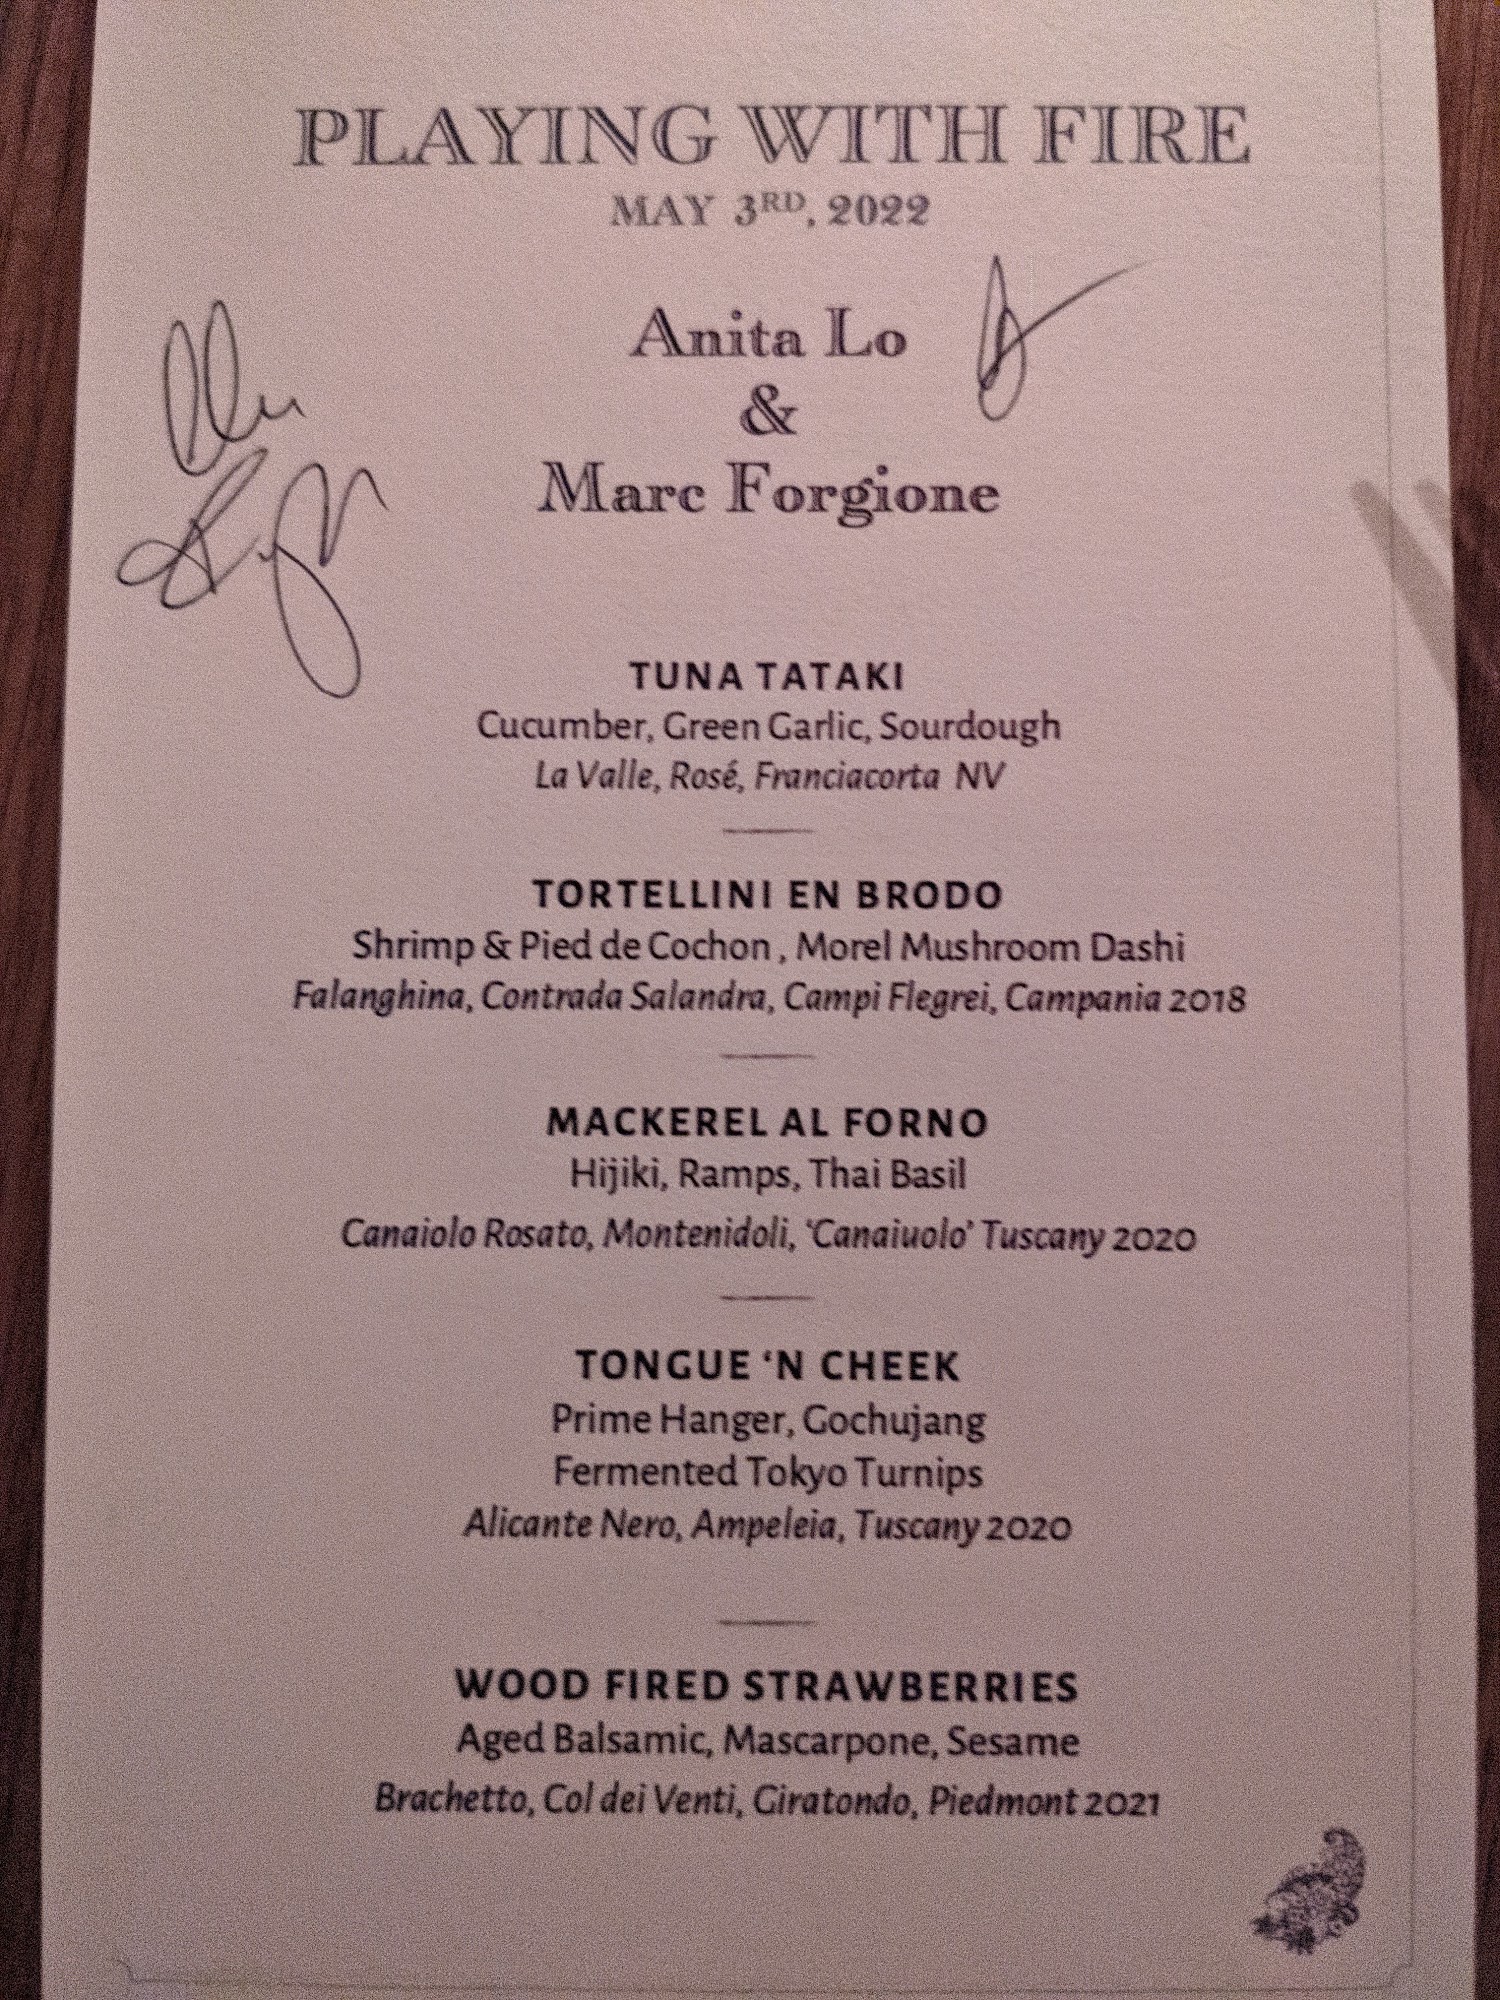 PLAYING WITH FIRE
MAY 3RD, 2022
Anita Lo
&
Marc Forgione
TUNA TATAKI
Cucumber, Green Garlic, Sourdough
La Valle, Rosé, Franciacorta NV
TORTELLINI EN BRODO
Shrimp & Pied de Cochon , Morel Mushroom Dashi
Falanghina, Contrada Salandra, Campi Flegrei, Campania 2018
MACKEREL AL FORNO
Hijiki, Ramps, Thai Basil
Canaiolo Rosato, Montenidoli, ‘Canaiuolo’ Tuscany 2020
TONGUE ‘N CHEEK
Prime Hanger, Gochujang
Fermented Tokyo Turnips
Alicante Nero, Ampeleia, Tuscany 2020
WOOD FIRED STRAWBERRIES
Aged Balsamic, Mascarpone, Sesame
Brachetto, Col dei Venti, Giratondo, Piedmont 2021